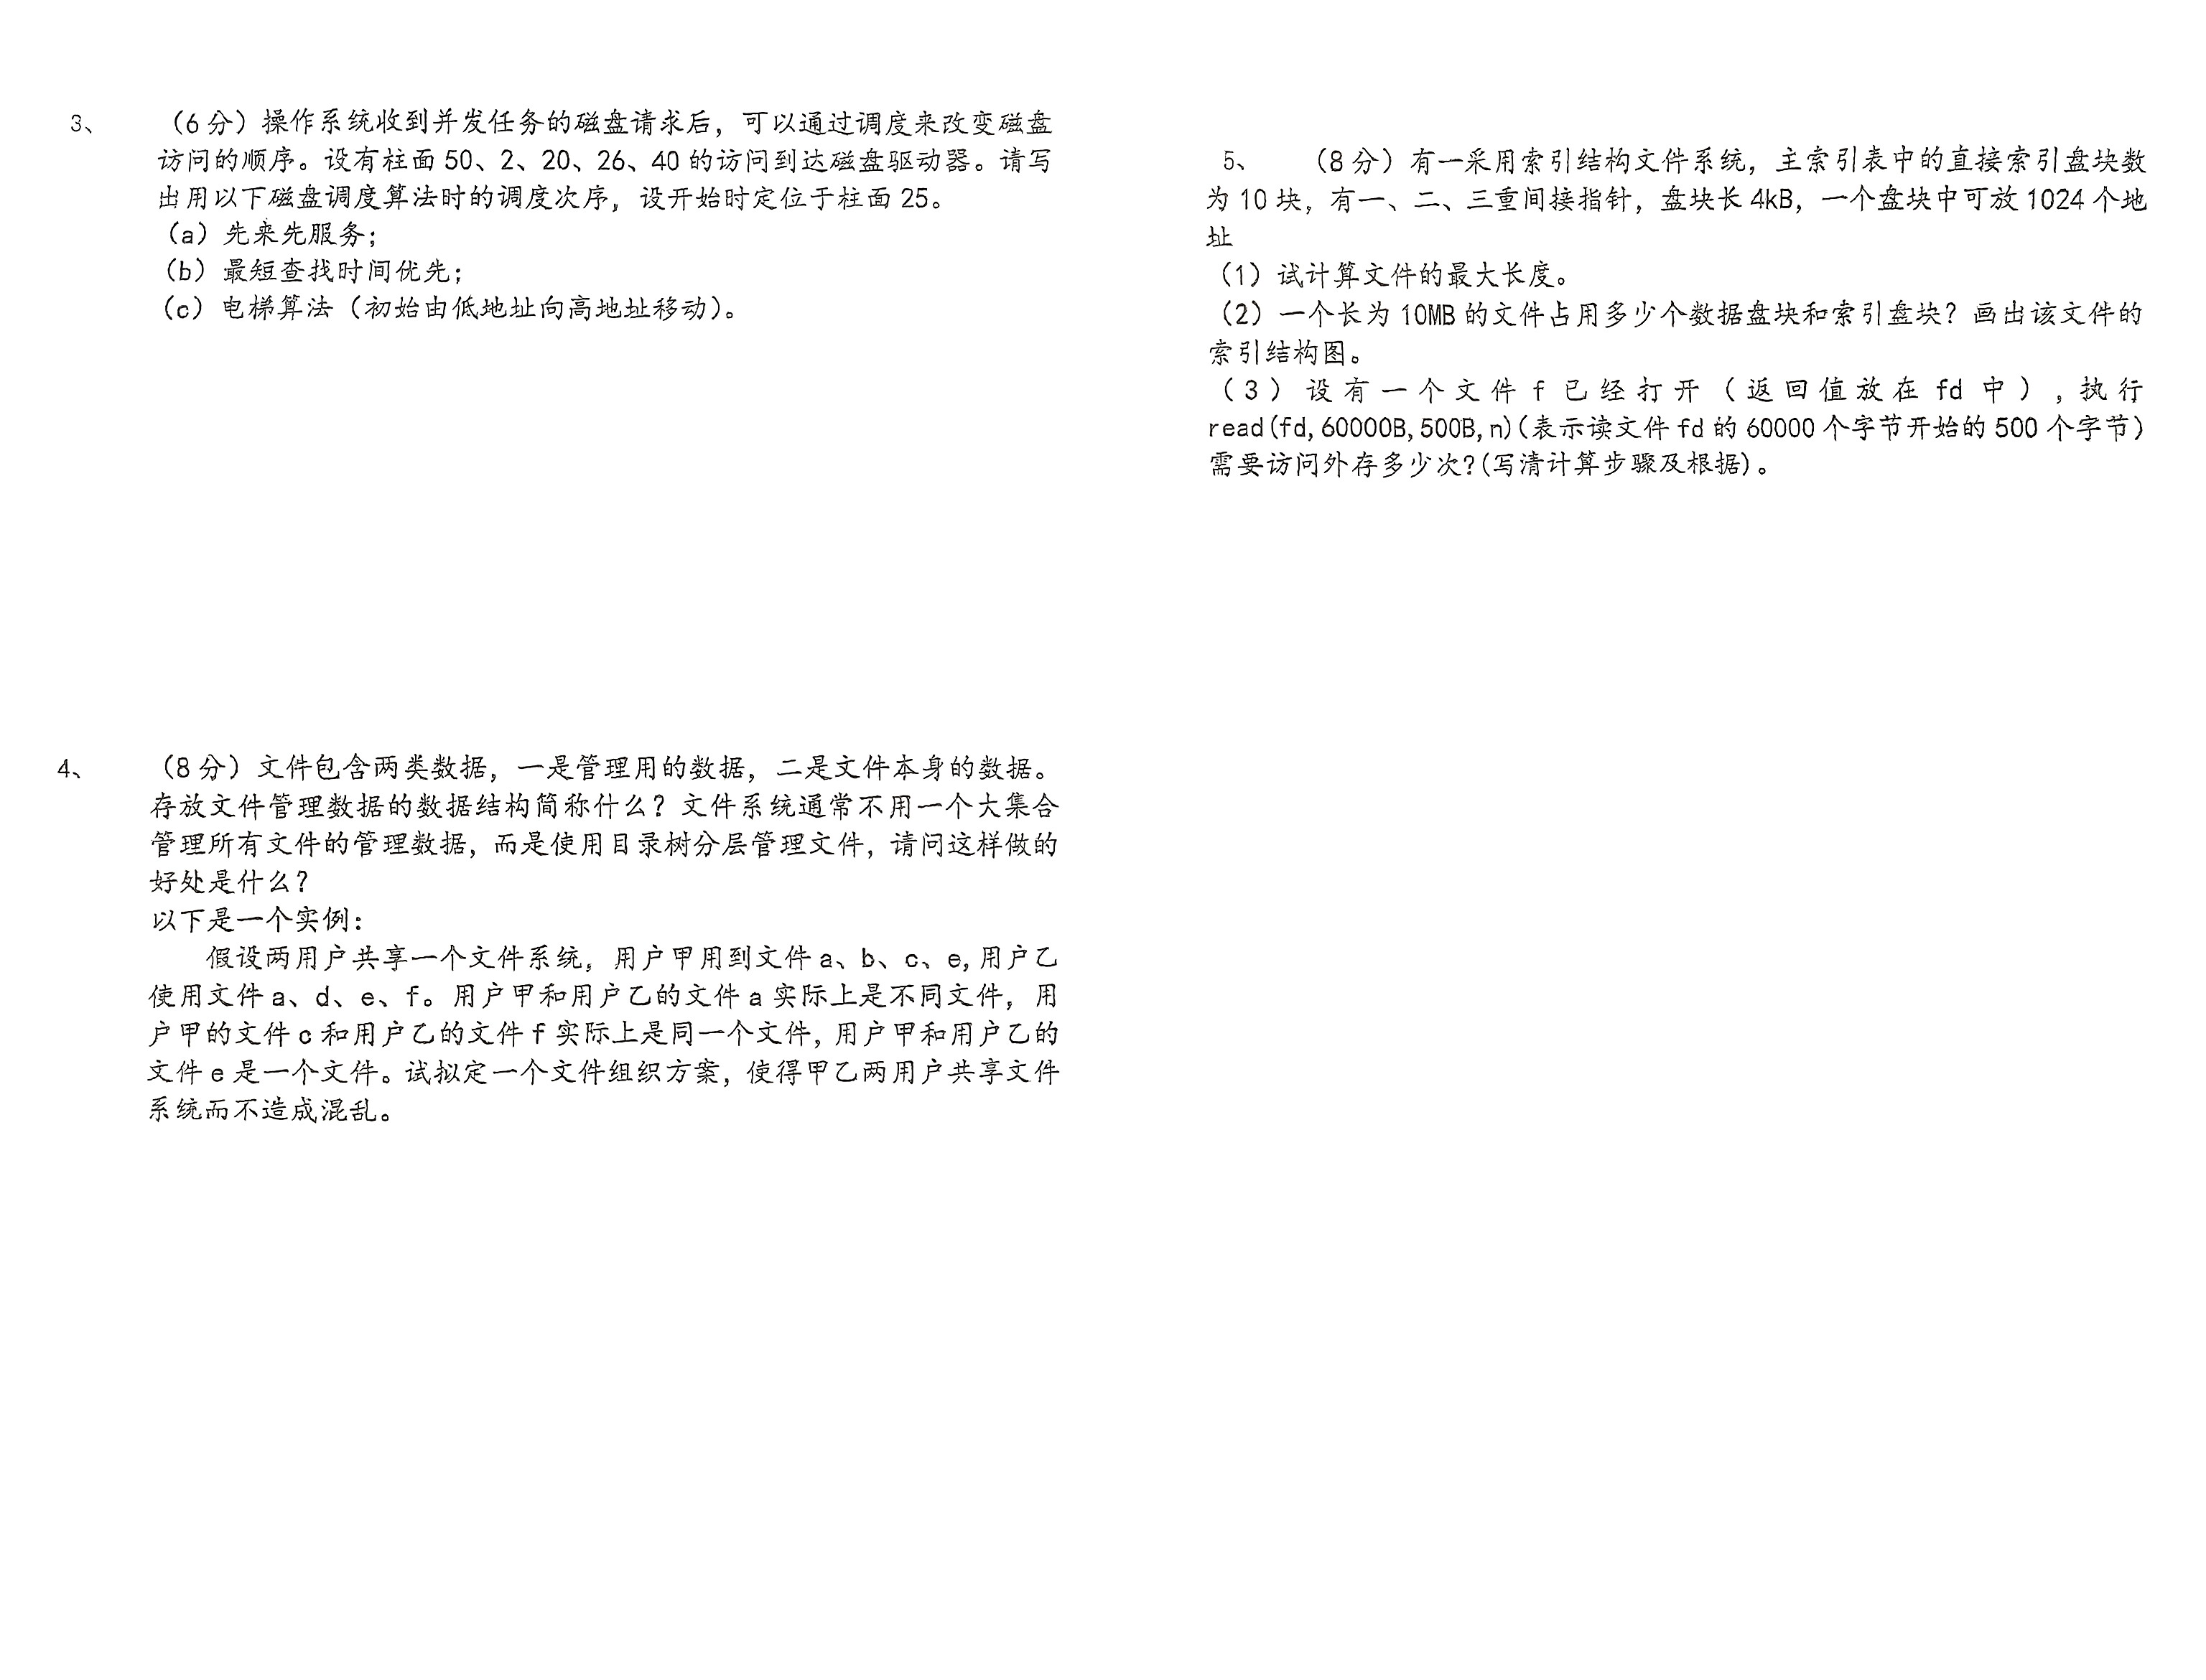 3、 （6 分）操作系统收到并发任务的磁盘请求后，可以通过调度来改变磁盘
访问的顺序。设有柱面 50、2、20、26、40 的访问到达磁盘驱动器。请写
出用以下磁盘调度算法时的调度次序，设开始时定位于柱面 25。
（a）先来先服务；
（b）最短查找时间优先；
（c）电梯算法（初始由低地址向高地址移动）。
4、 （8 分）文件包含两类数据，一是管理用的数据，二是文件本身的数据。
存放文件管理数据的数据结构简称什么？文件系统通常不用一个大集合
管理所有文件的管理数据，而是使用目录树分层管理文件，请问这样做的
好处是什么？
以下是一个实例：
假设两用户共享一个文件系统，用户甲用到文件 a、b、c、e,用户乙
使用文件 a、d、e、f。用户甲和用户乙的文件 a 实际上是不同文件，用
户甲的文件 c 和用户乙的文件 f 实际上是同一个文件，用户甲和用户乙的
文件 e 是一个文件。试拟定一个文件组织方案，使得甲乙两用户共享文件
系统而不造成混乱。
5、 （8 分）有一采用索引结构文件系统，主索引表中的直接索引盘块数
为 10 块，有一、二、三重间接指针，盘块长 4kB，一个盘块中可放 1024 个地
址
（1）试计算文件的最大长度。
（2）一个长为 10MB 的文件占用多少个数据盘块和索引盘块？画出该文件的
索引结构图。
（3）设有一个文件 f 已经打开（返回值放在 fd 中）,执行
read(fd,60000B,500B,n)(表示读文件 fd 的 60000 个字节开始的 500 个字节)
需要访问外存多少次?(写清计算步骤及根据)。